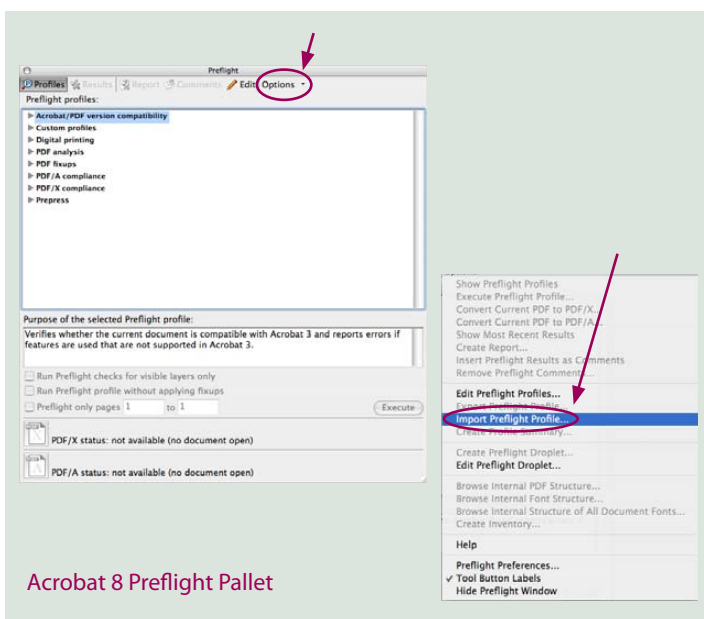 Preflight
Profiles Results Report Comments Edit Options
Preflight profiles:
Acrobat/PDF version compatibility
Custom profiles
Digital printing
PDF analysis
PDF fixups
PDF/A compliance
PDF/X compliance
Prepress
Purpose of the selected Preflight profile:
Verifies whether the current document is compatible with Acrobat 3 and reports errors if
features are used that are not supported in Acrobat 3.
Run Preflight checks for visible layers only
Run Preflight profile without applying fixups
Preflight only pages 1 to 1 Execute
PDF/X status: not available (no document open)
PDF/A status: not available (no document open)
Show Preflight Profiles
Execute Preflight Profile...
Convert Current PDF to PDF/X...
Convert Current PDF to PDF/A...
Show Most Recent Results
Create Report...
Insert Preflight Results as Comments
Remove Preflight Comments...
Edit Preflight Profiles...
Export Preflight Profile...
Import Preflight Profile...
Create Profile Summary...
Create Preflight Droplet...
Edit Preflight Droplet...
Browse Internal PDF Structure...
Browse Internal Font Structure...
Browse Internal Structure of All Document Fonts...
Create Inventory...
Help
Preflight Preferences...
✓ Tool Button Labels
Hide Preflight Window
Acrobat 8 Preflight Pallet